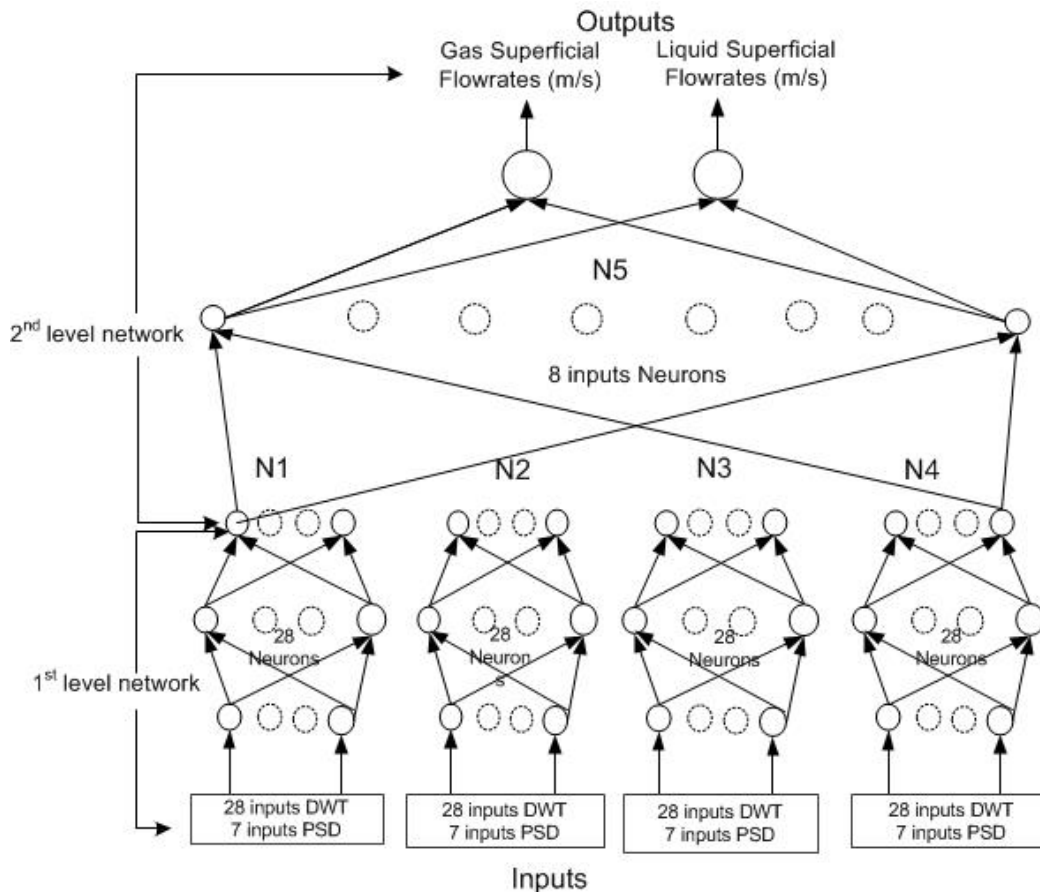 Outputs
Gas Superficial
Flowrates (m/s)
Liquid Superficial
Flowrates (m/s)
N5
2nd level network
8 inputs Neurons
N1
N2
N3
N4
28
Neurons
28
Neuron
s
28
Neurons
28
Neurons
1st level network
28 inputs DWT
7 inputs PSD
28 inputs DWT
7 inputs PSD
28 inputs DWT
7 inputs PSD
28 inputs DWT
7 inputs PSD
Inputs